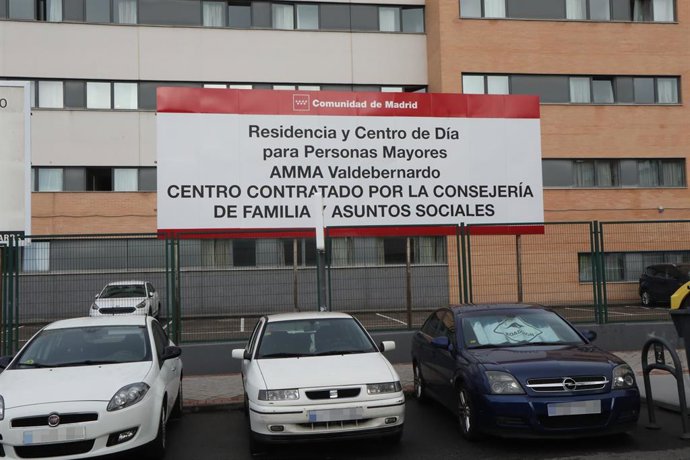 Comunidad de Madrid
Residencia y Centro de Día
para Personas Mayores
AMMA Valdebernardo
CENTRO CONTRATADO POR LA CONSEJERÍA
DE FAMILIA Y ASUNTOS SOCIALES